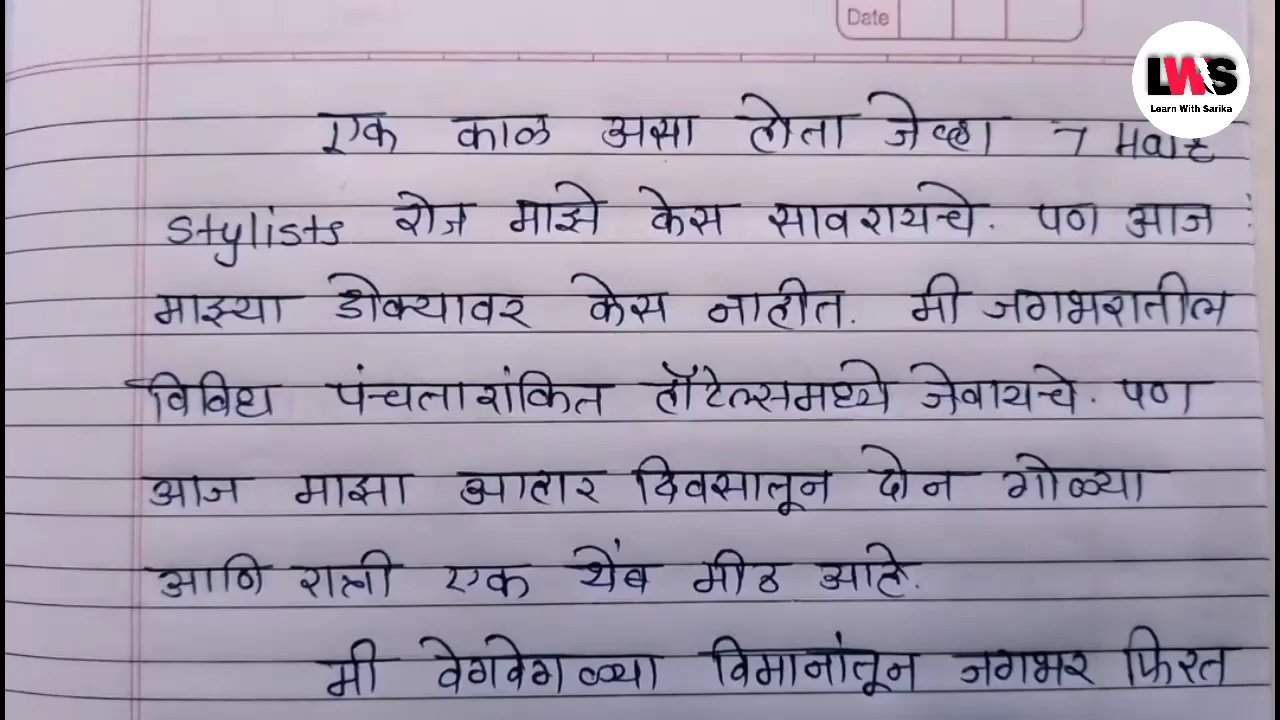 Date
LWS
Learn With Sarika
एक काळ असा होता जेव्हा 7 Hair
stylists रोज माझे केस सावरायचे. पण आज
माझ्या डोक्यावर केस नाहीत. मी जगभरातील
विविध पंचतारांकित हॉटेल्समध्ये जेवायचे. पण
आज माझा आहार दिवसातून दोन गोळ्या
आणि रात्री एक थेंब मीठ आहे.
मी वेगवेगळ्या विमानांतून जगभर फिरत